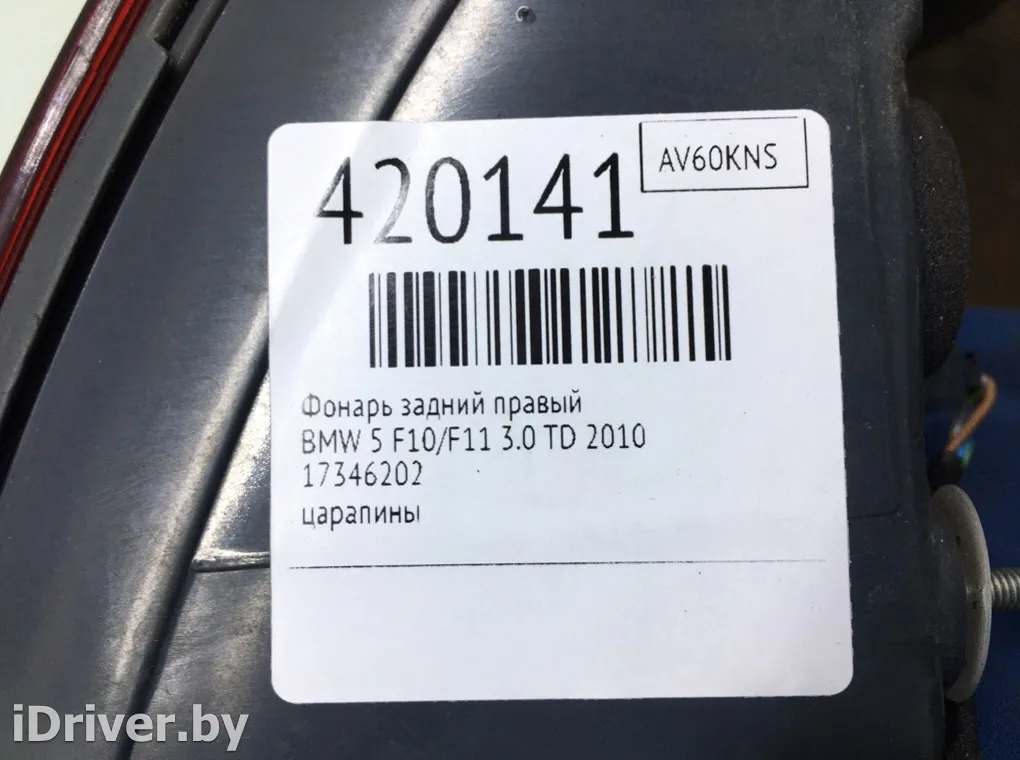 420141
AV60KNS
Фонарь задний правый
BMW 5 F10/F11 3.0 TD 2010
17346202
царапины
iDriver.by